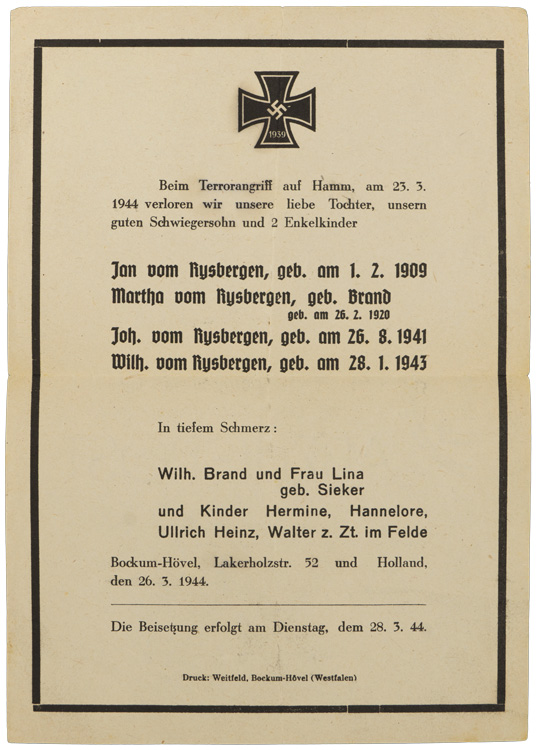 1939
Beim Terrorangriff auf Hamm, am 23. 3.
1944 verloren wir unsere liebe Tochter, unsern
guten Schwiegersohn und 2 Enkelkinder
Jan vom Rysbergen, geb. am 1. 2. 1909
Martha vom Rysbergen, geb. Brand
geb. am 26. 2. 1920
Joh. vom Rysbergen, geb. am 26. 8. 1941
Wilh. vom Rysbergen, geb. am 28. 1. 1943
In tiefem Schmerz:
Wilh. Brand und Frau Lina
geb. Sieker
und Kinder Hermine, Hannelore,
Ullrich Heinz, Walter z. Zt. im Felde
Bockum-Hövel, Lakerholzstr. 52 und Holland,
den 26. 3. 1944.
Die Beisetzung erfolgt am Dienstag, dem 28. 3. 44.
Druck: Weitfeld, Bockum-Hövel (Westfalen)